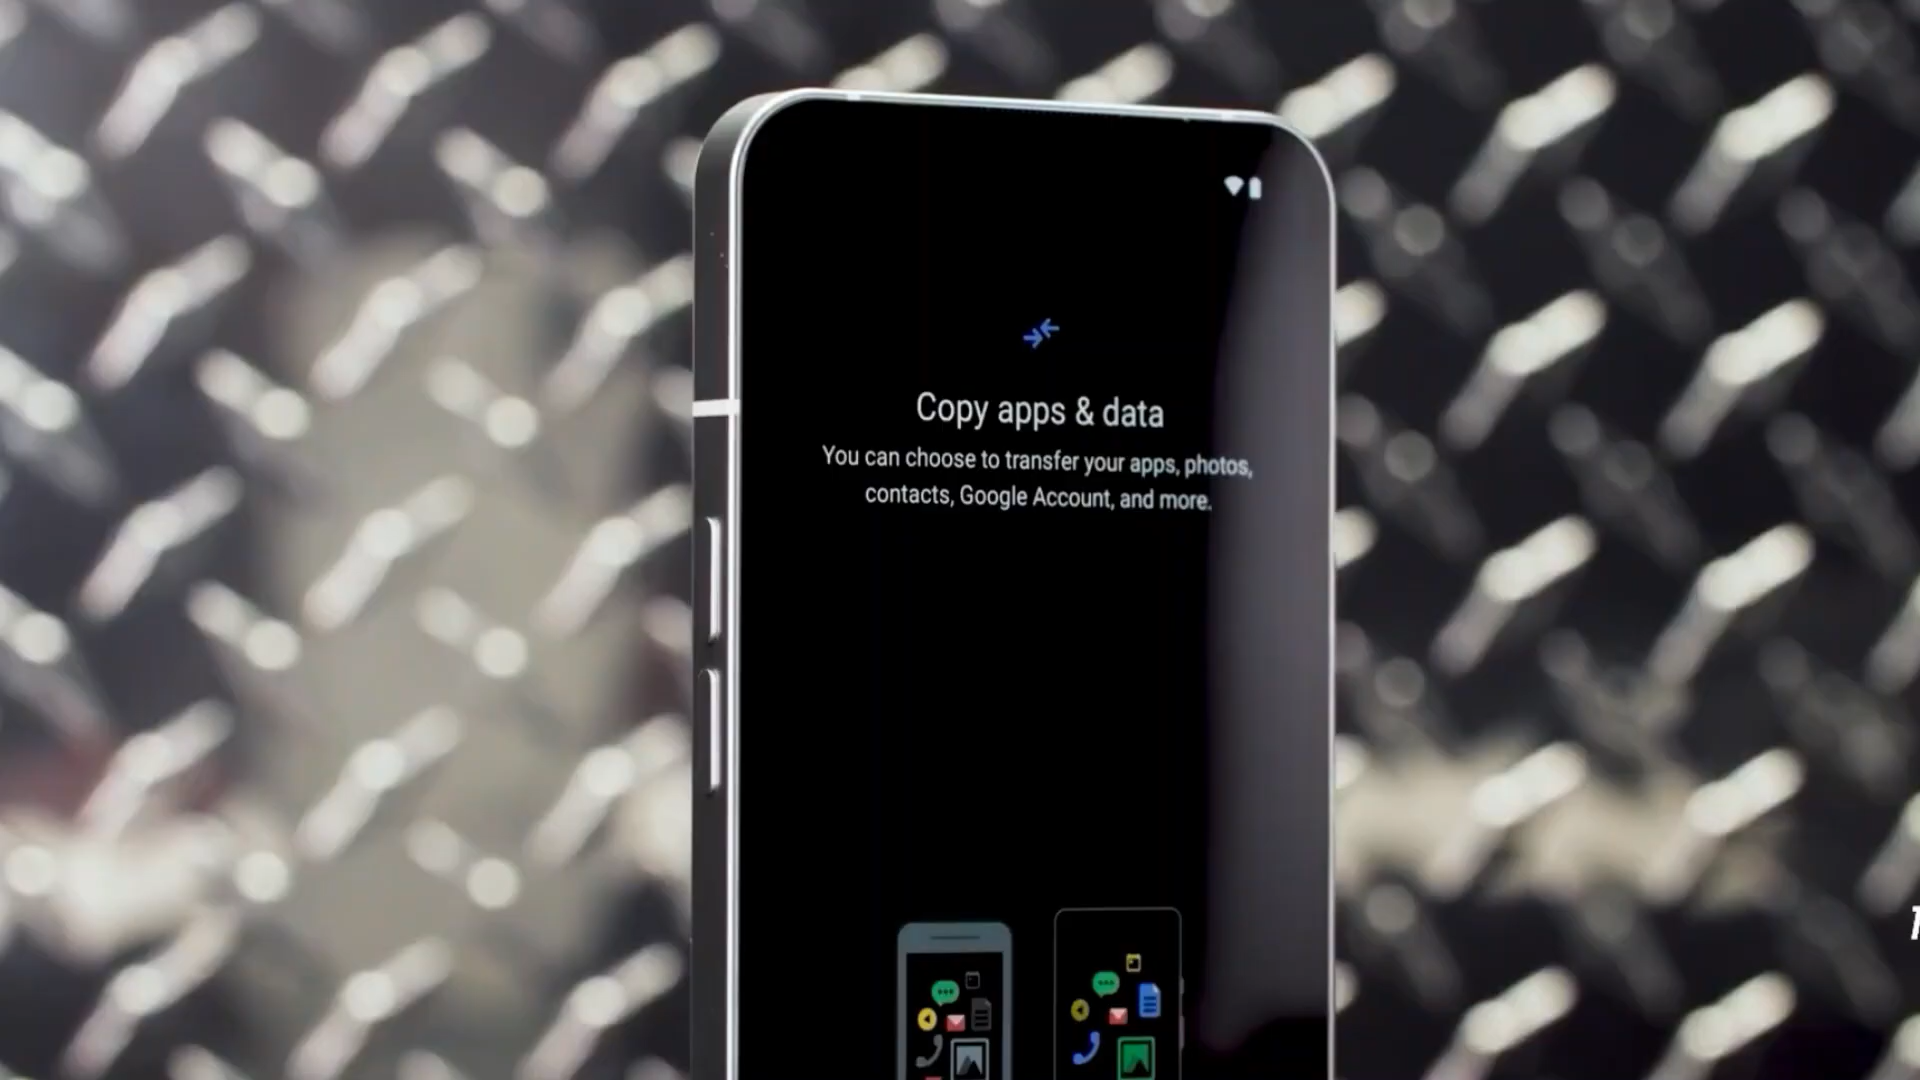 Copy apps & data
You can choose to transfer your apps, photos,
contacts, Google Account, and more.